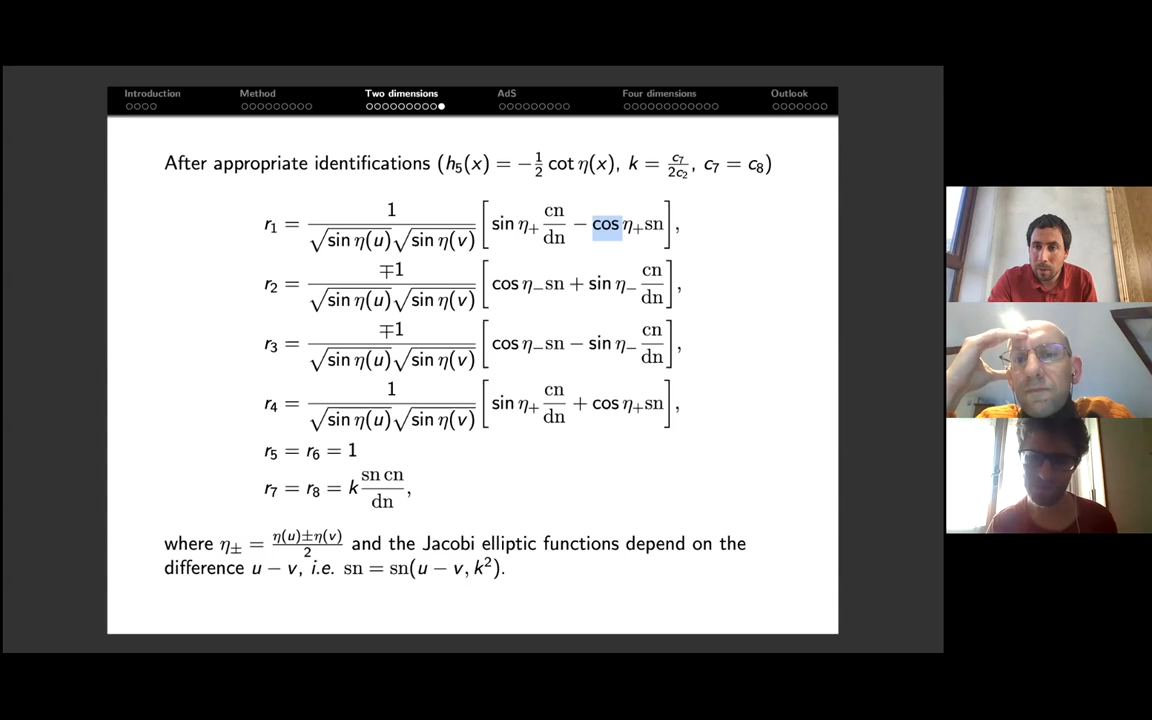 Introduction Method Two dimensions AdS Four dimensions Outlook
After appropriate identifications (h₅(x) = −½ cot η(x), k = c₇/2c₂, c₇ = c₈)
r₁ = 1/(√sin η(u) √sin η(v)) [sin η₊ cn/dn − cos η₊ sn],
r₂ = ∓1/(√sin η(u) √sin η(v)) [cos η₋ sn + sin η₋ cn/dn],
r₃ = ∓1/(√sin η(u) √sin η(v)) [cos η₋ sn − sin η₋ cn/dn],
r₄ = 1/(√sin η(u) √sin η(v)) [sin η₊ cn/dn + cos η₊ sn],
r₅ = r₆ = 1
r₇ = r₈ = k sn cn/dn,
where η± = (η(u)±η(v))/2 and the Jacobi elliptic functions depend on the
difference u − v, i.e. sn = sn(u − v, k²).